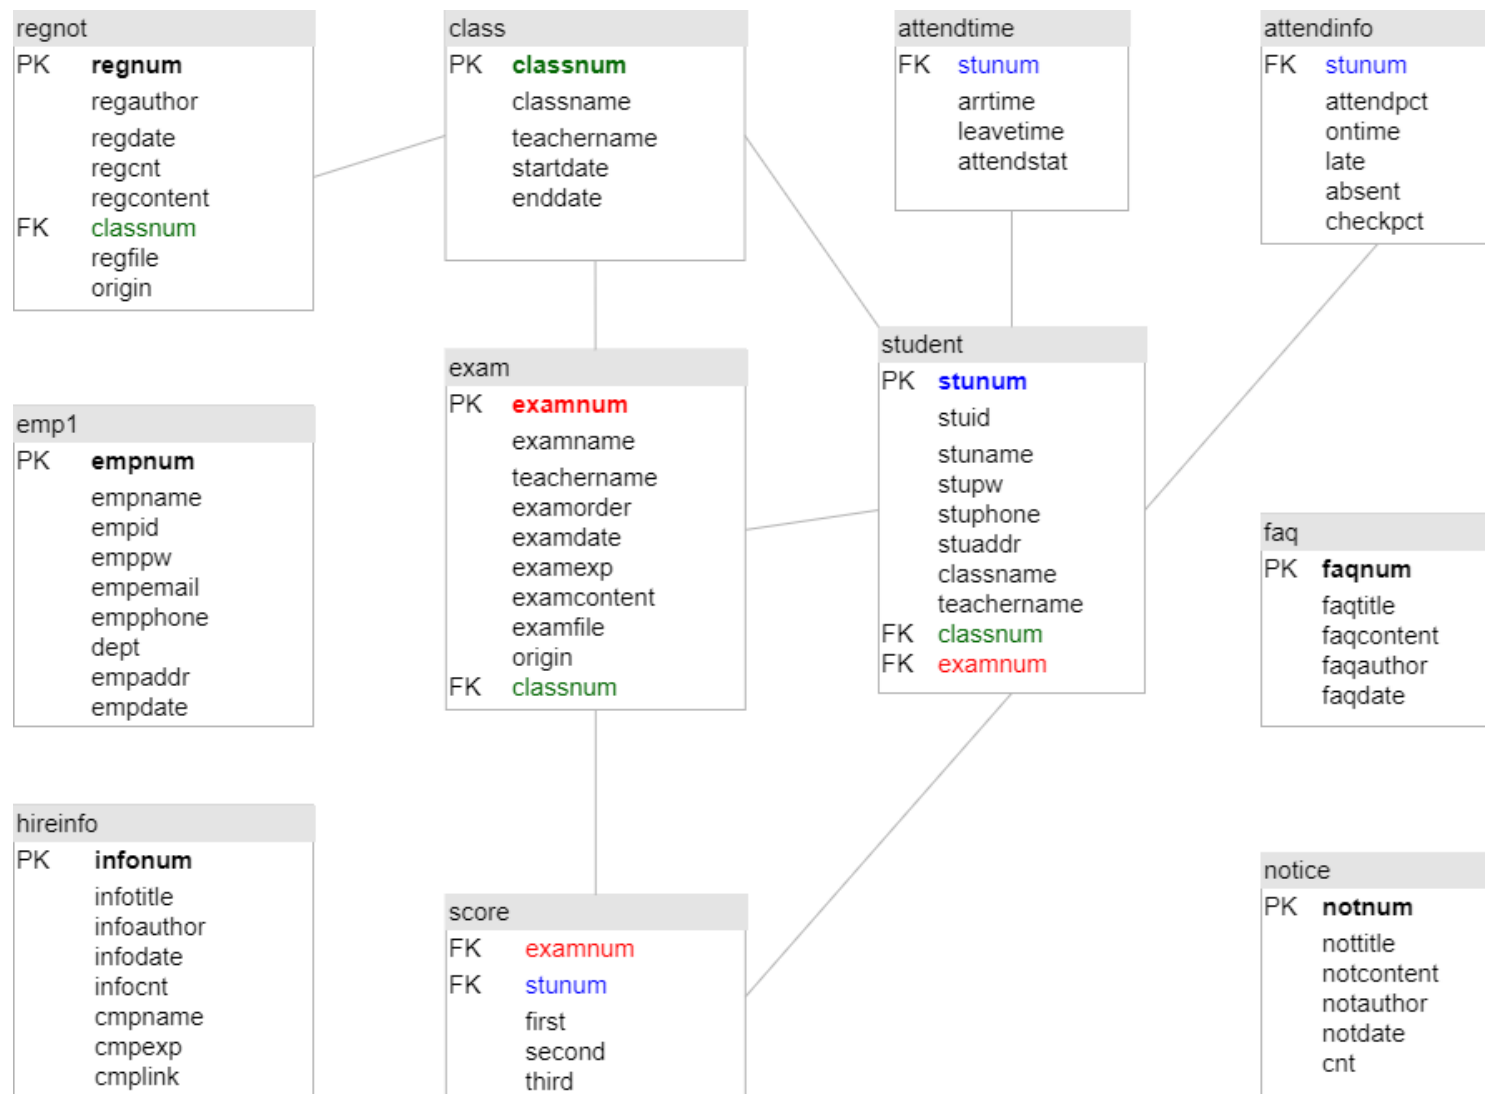 regnot
PK regnum
regauthor
regdate
regcnt
regcontent
FK classnum
regfile
origin
class
PK classnum
classname
teachername
startdate
enddate
attendtime
FK stunum
arrtime
leavetime
attendstat
attendinfo
FK stunum
attendpct
ontime
late
absent
checkpct
emp1
PK empnum
empname
empid
emppw
empemail
empphone
dept
empaddr
empdate
exam
PK examnum
examname
teachername
examorder
examdate
examexp
examcontent
examfile
origin
FK classnum
student
PK stunum
stuid
stuname
stupw
stuphone
stuaddr
classname
teachername
FK classnum
FK examnum
faq
PK faqnum
faqtitle
faqcontent
faqauthor
faqdate
hireinfo
PK infonum
infotitle
infoauthor
infodate
infocnt
cmpname
cmpexp
cmplink
score
FK examnum
FK stunum
first
second
third
notice
PK notnum
nottitle
notcontent
notauthor
notdate
cnt